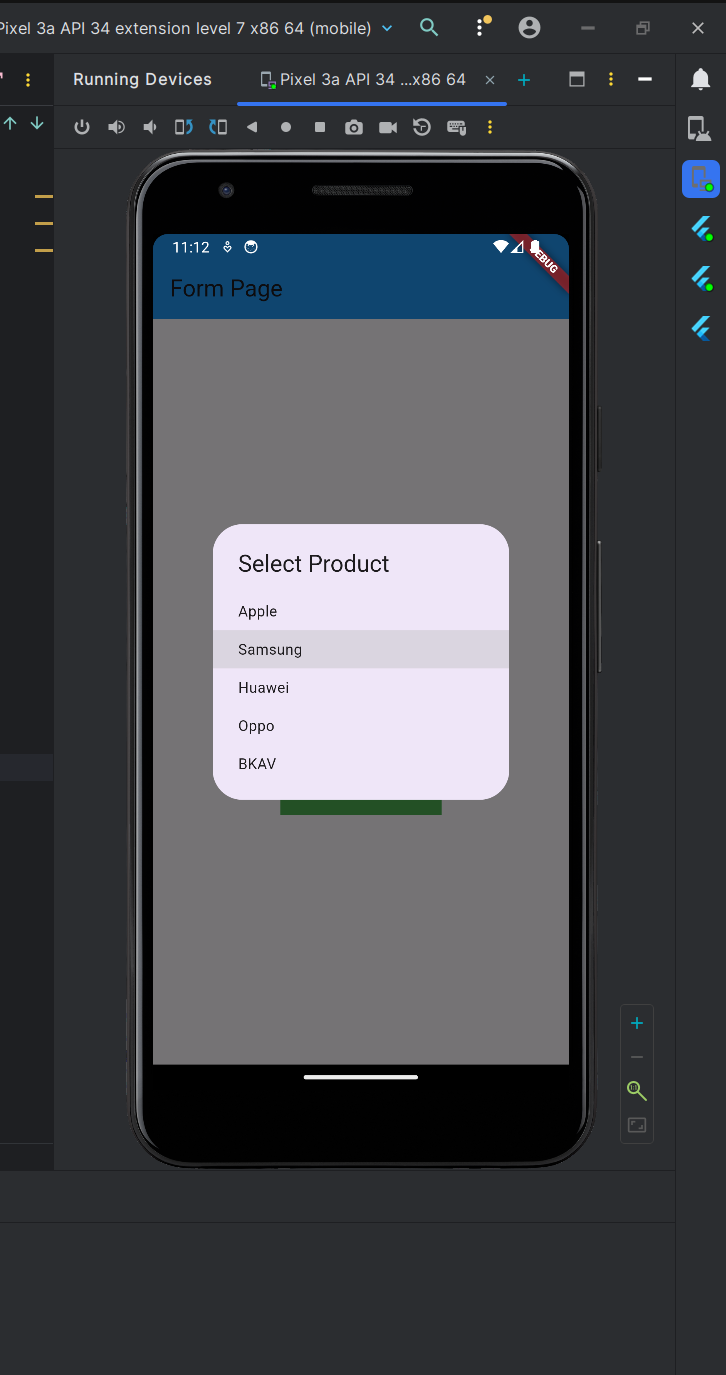 Pixel 3a API 34 extension level 7 x86 64 (mobile)
Running Devices
Pixel 3a API 34 ...x86 64
11:12
DEBUG
Form Page
Select Product
Apple
Samsung
Huawei
Oppo
BKAV